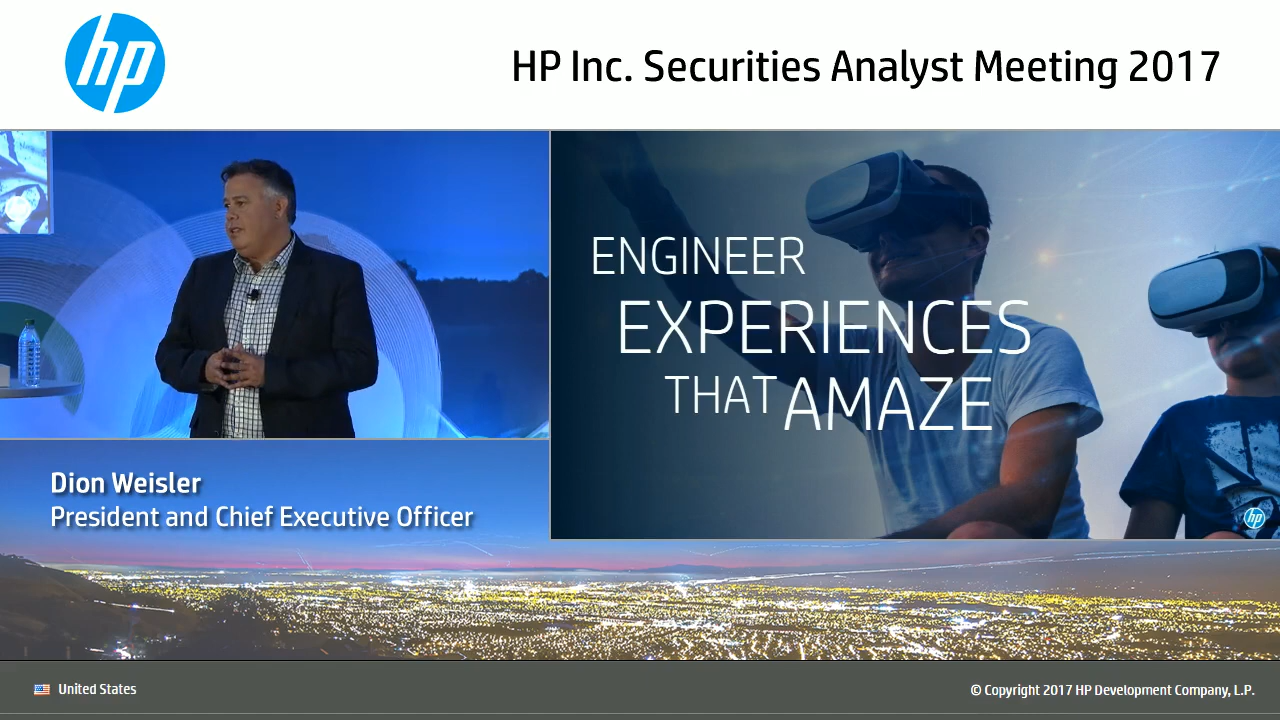 hp
HP Inc. Securities Analyst Meeting 2017
ENGINEER
EXPERIENCES
THAT AMAZE
hp
Dion Weisler
President and Chief Executive Officer
United States
© Copyright 2017 HP Development Company, L.P.